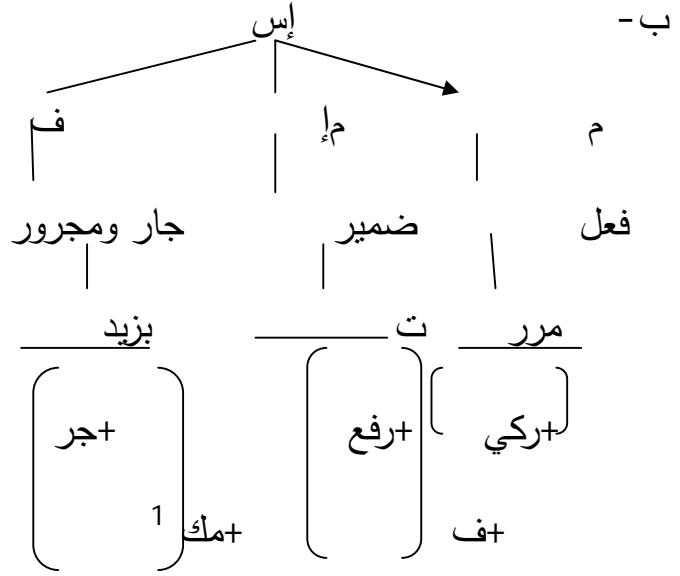 ب-
إس
م مإ ف
فعل ضمير جار ومجرور
مرر ت بزيد
+ركي +رفع +جر
+ف +مك 1